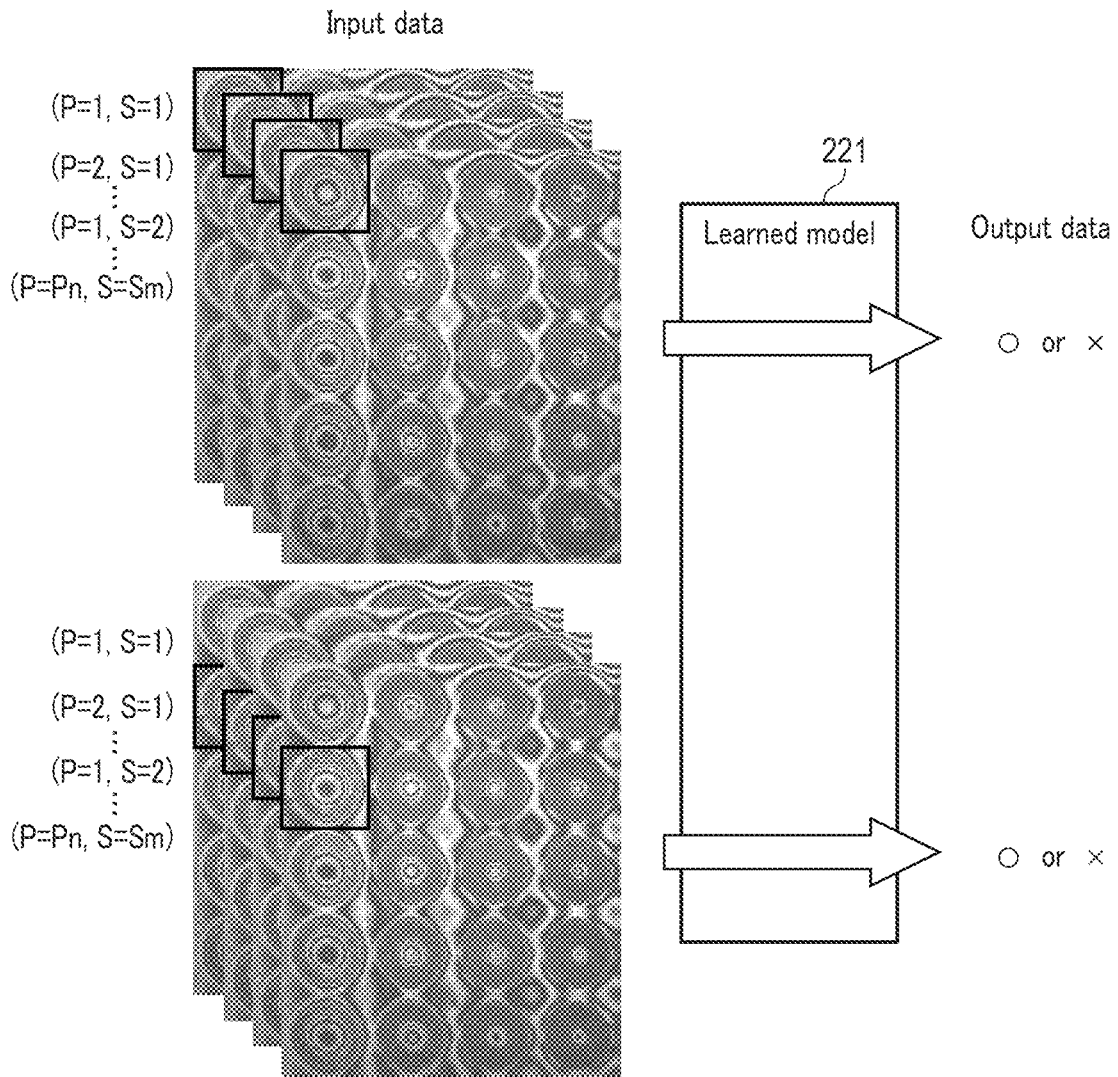 Input data
(P=1, S=1)
(P=2, S=1)
(P=1, S=2)
(P=Pn, S=Sm)
221
Learned model
Output data
○ or ×
(P=1, S=1)
(P=2, S=1)
(P=1, S=2)
(P=Pn, S=Sm)
○ or ×